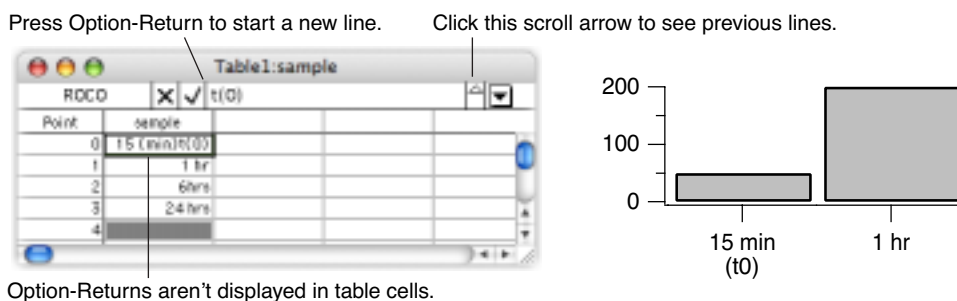 Press Option-Return to start a new line.
Click this scroll arrow to see previous lines.
Table1:sample
R0C0
t(0)
Point
sample
0
15 (min)t(0)
1
1 hr
2
6hrs
3
24 hrs
4
Option-Returns aren't displayed in table cells.
200
100
0
15 min
(t0)
1 hr